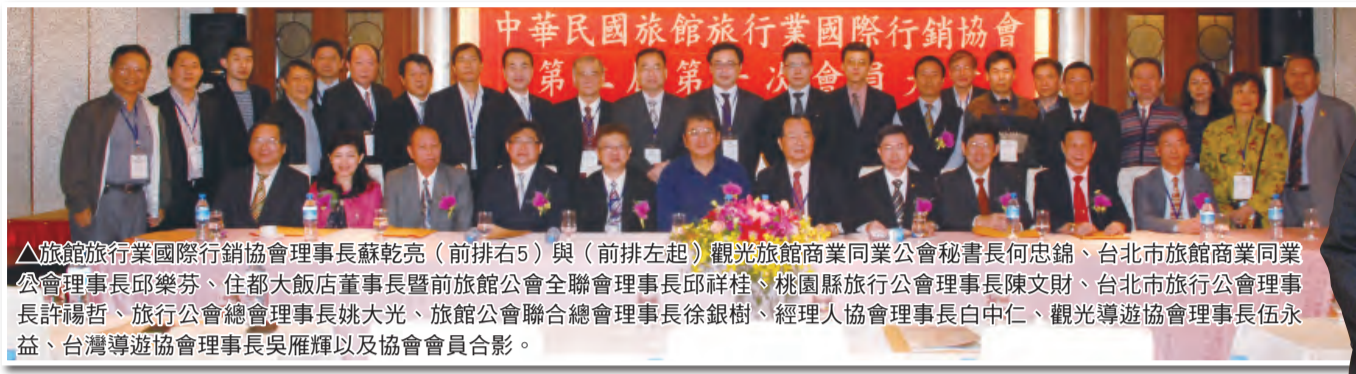 中華民國旅館旅行業國際行銷協會
第二屆第一次會員大會
▲旅館旅行業國際行銷協會理事長蘇乾亮（前排右5）與（前排左起）觀光旅館商業同業公會秘書長何忠錦、台北市旅館商業同業
公會理事長邱樂芬、住都大飯店董事長暨前旅館公會全聯會理事長邱祥桂、桃園縣旅行公會理事長陳文財、台北市旅行公會理事
長許禓哲、旅行公會總會理事長姚大光、旅館公會聯合總會理事長徐銀樹、經理人協會理事長白中仁、觀光導遊協會理事長伍永
益、台灣導遊協會理事長吳雁輝以及協會會員合影。